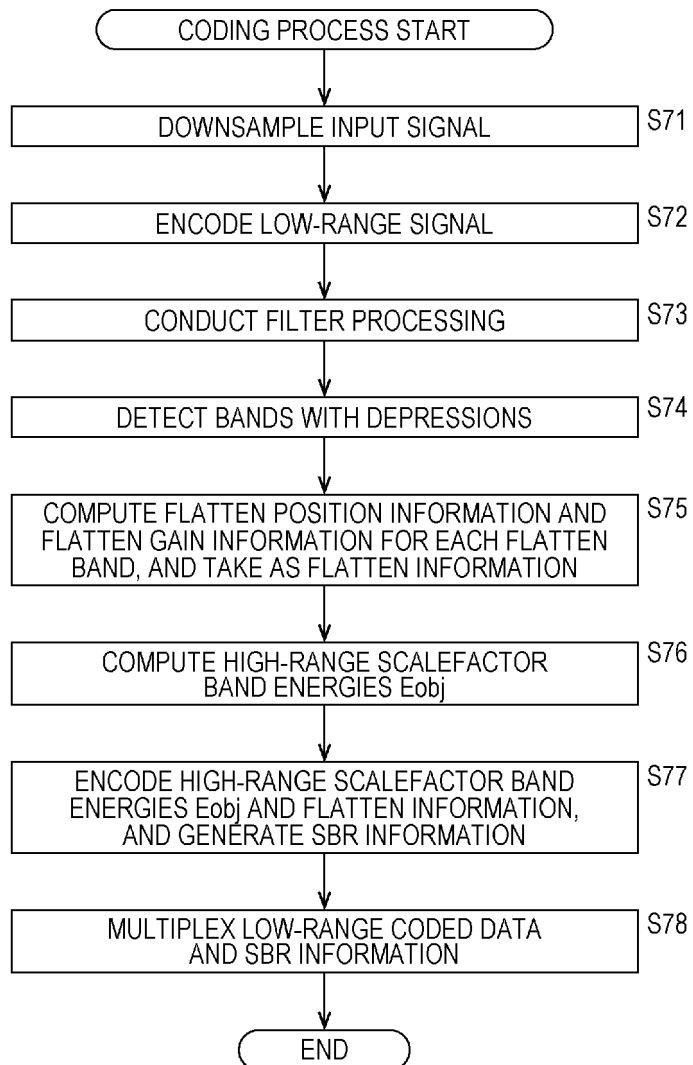 CODING PROCESS START
DOWNSAMPLE INPUT SIGNAL
S71
ENCODE LOW-RANGE SIGNAL
S72
CONDUCT FILTER PROCESSING
S73
DETECT BANDS WITH DEPRESSIONS
S74
COMPUTE FLATTEN POSITION INFORMATION AND
FLATTEN GAIN INFORMATION FOR EACH FLATTEN
BAND, AND TAKE AS FLATTEN INFORMATION
S75
COMPUTE HIGH-RANGE SCALEFACTOR
BAND ENERGIES Eobj
S76
ENCODE HIGH-RANGE SCALEFACTOR BAND
ENERGIES Eobj AND FLATTEN INFORMATION,
AND GENERATE SBR INFORMATION
S77
MULTIPLEX LOW-RANGE CODED DATA
AND SBR INFORMATION
S78
END